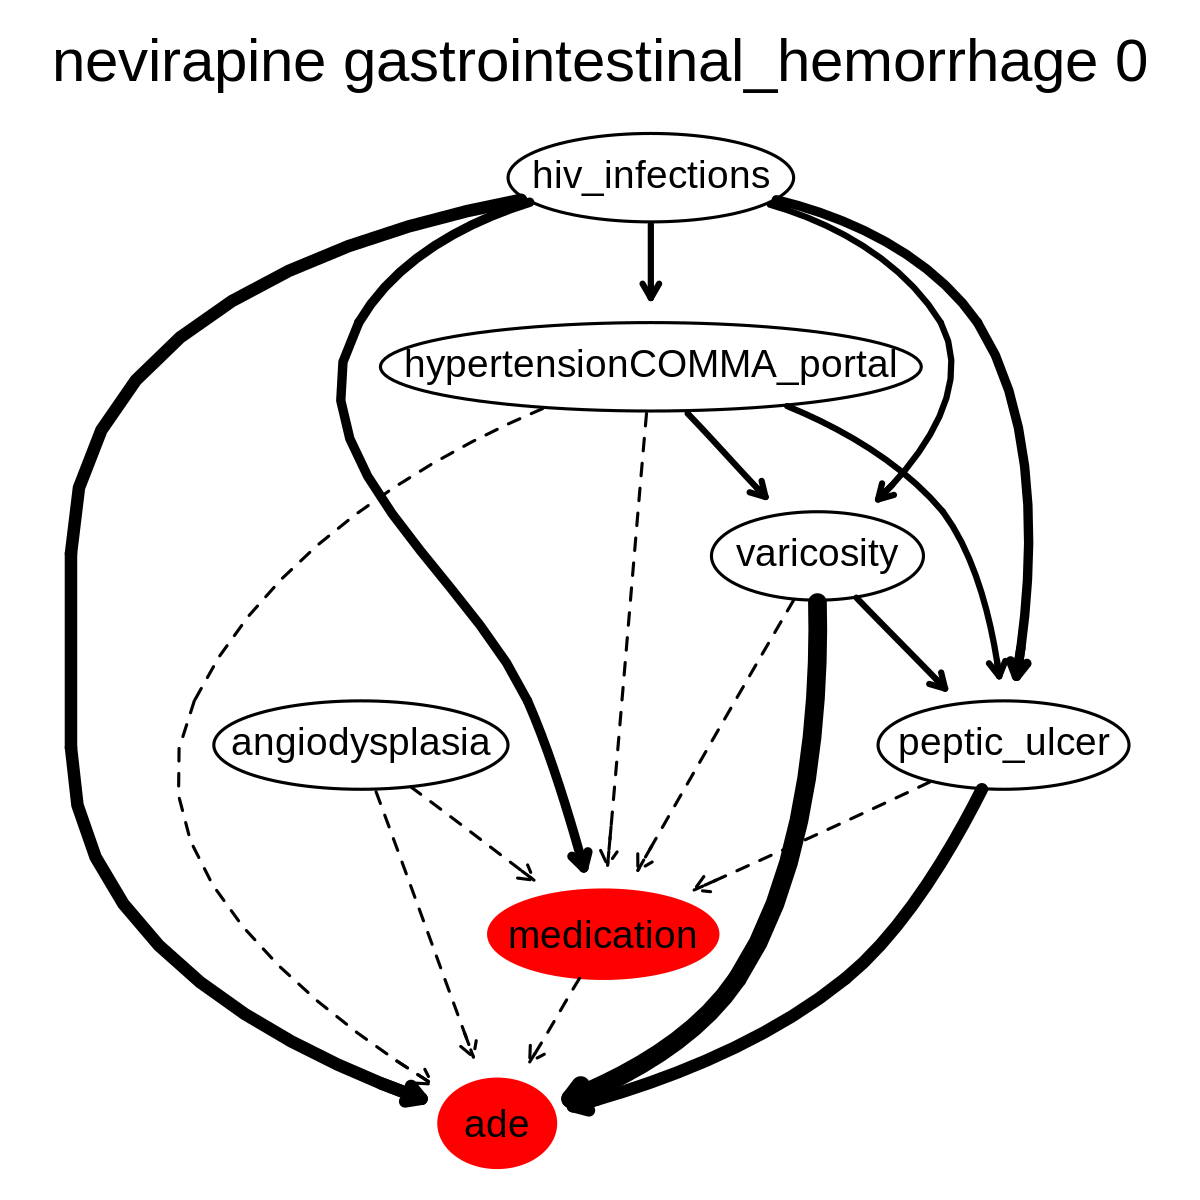 nevirapine gastrointestinal_hemorrhage 0
hiv_infections
hypertensionCOMMA_portal
varicosity
angiodysplasia
peptic_ulcer
medication
ade